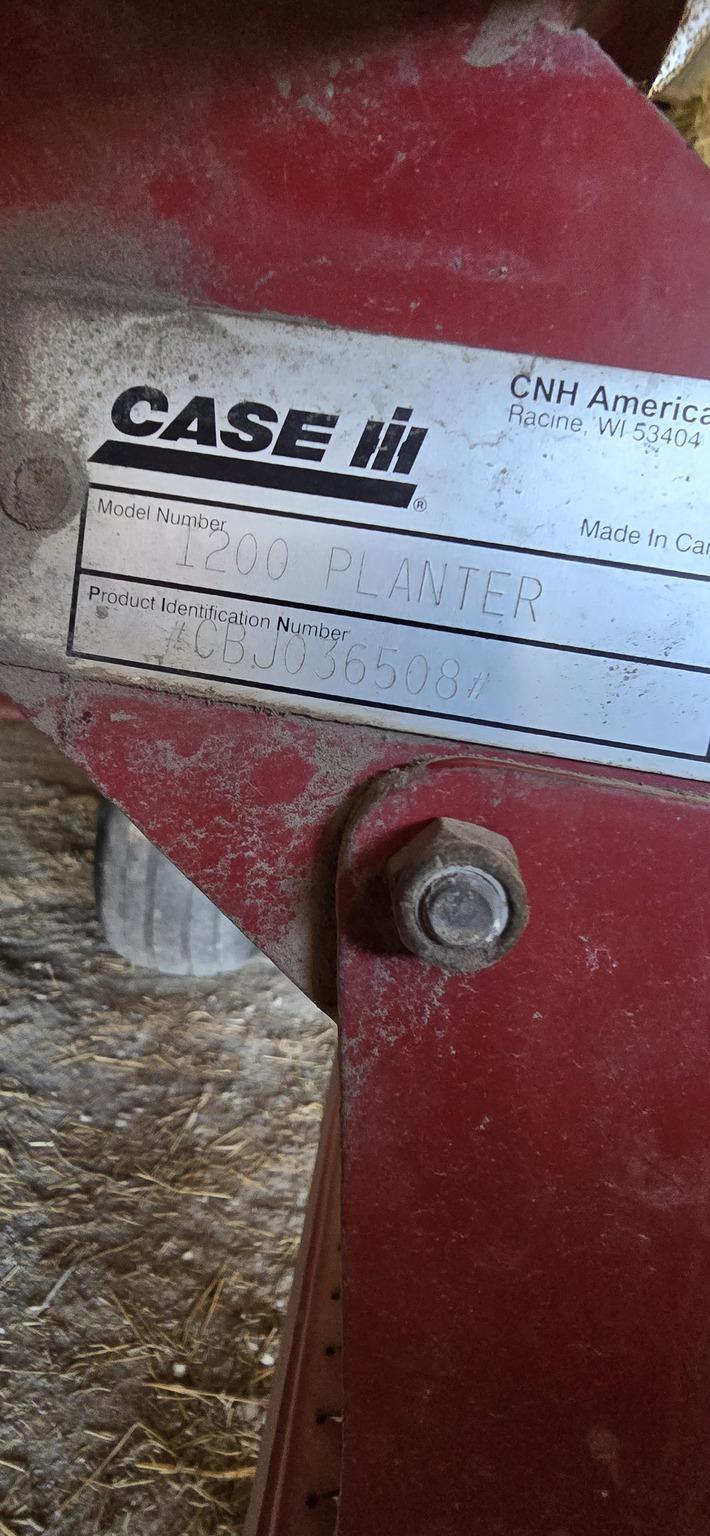 CASE IH®
CNH America
Racine, WI 53404
Model Number
Made In
1200 PLANTER
Product Identification Number
#CBJ036508#